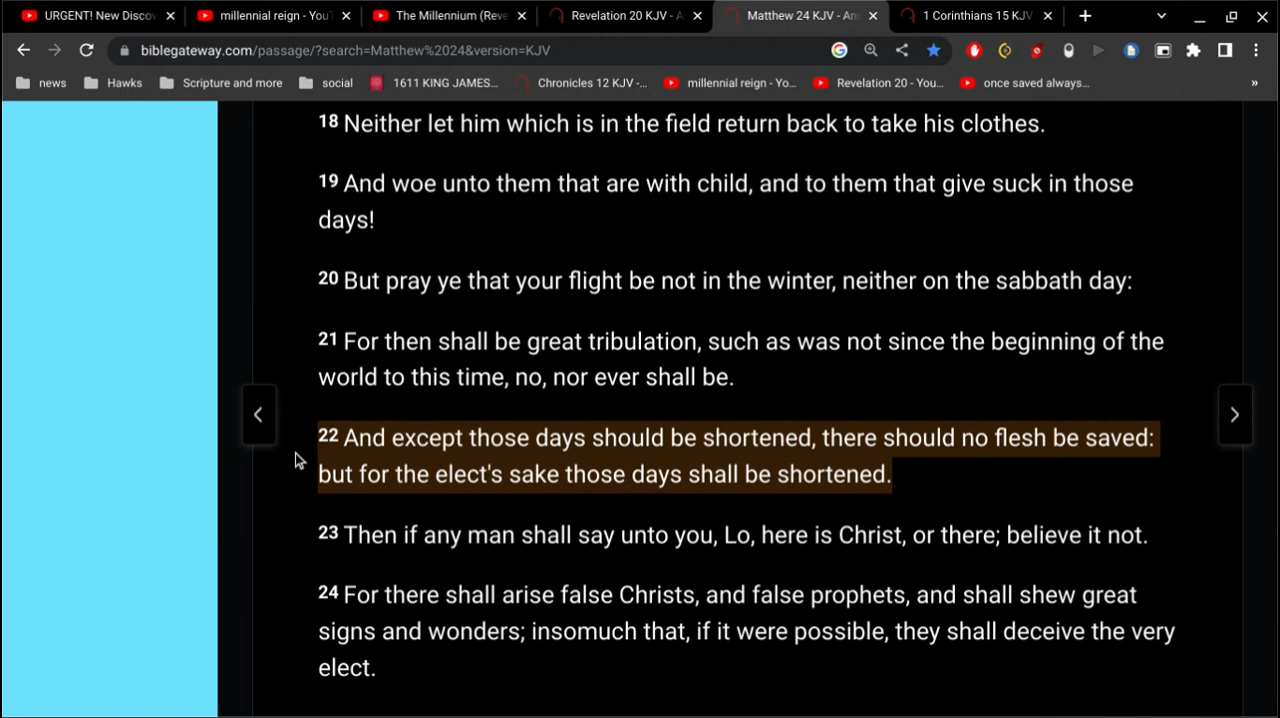 URGENT! New Discov
millennial reign - YouT
The Millennium (Reve
Revelation 20 KJV - A
Matthew 24 KJV - And
1 Corinthians 15 KJV
biblegateway.com/passage/?search=Matthew%2024&version=KJV
news
Hawks
Scripture and more
social
1611 KING JAMES...
Chronicles 12 KJV -...
millennial reign - Yo...
Revelation 20 - You...
once saved always...
18 Neither let him which is in the field return back to take his clothes.
19 And woe unto them that are with child, and to them that give suck in those
days!
20 But pray ye that your flight be not in the winter, neither on the sabbath day:
21 For then shall be great tribulation, such as was not since the beginning of the
world to this time, no, nor ever shall be.
22 And except those days should be shortened, there should no flesh be saved:
but for the elect's sake those days shall be shortened.
23 Then if any man shall say unto you, Lo, here is Christ, or there; believe it not.
24 For there shall arise false Christs, and false prophets, and shall shew great
signs and wonders; insomuch that, if it were possible, they shall deceive the very
elect.